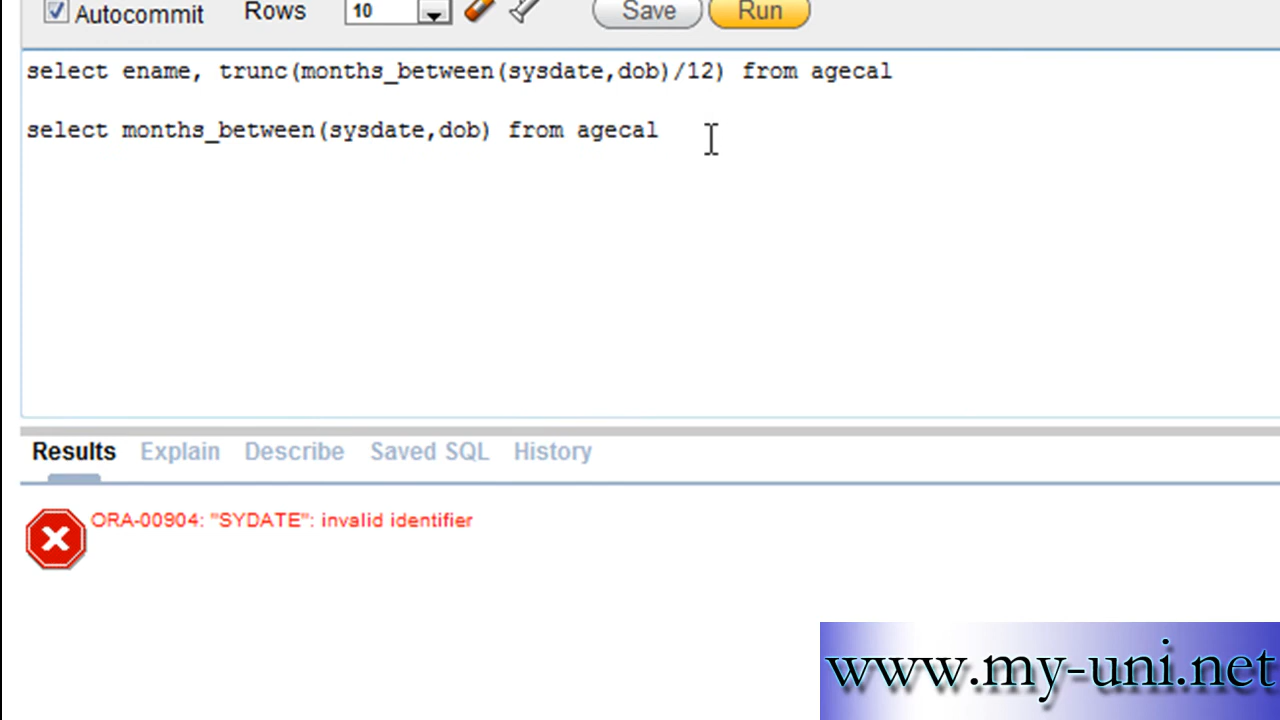 Autocommit Rows 10 Save Run
select ename, trunc(months_between(sysdate,dob)/12) from agecal
select months_between(sysdate,dob) from agecal
Results Explain Describe Saved SQL History
ORA-00904: "SYDATE": invalid identifier
www.my-uni.net